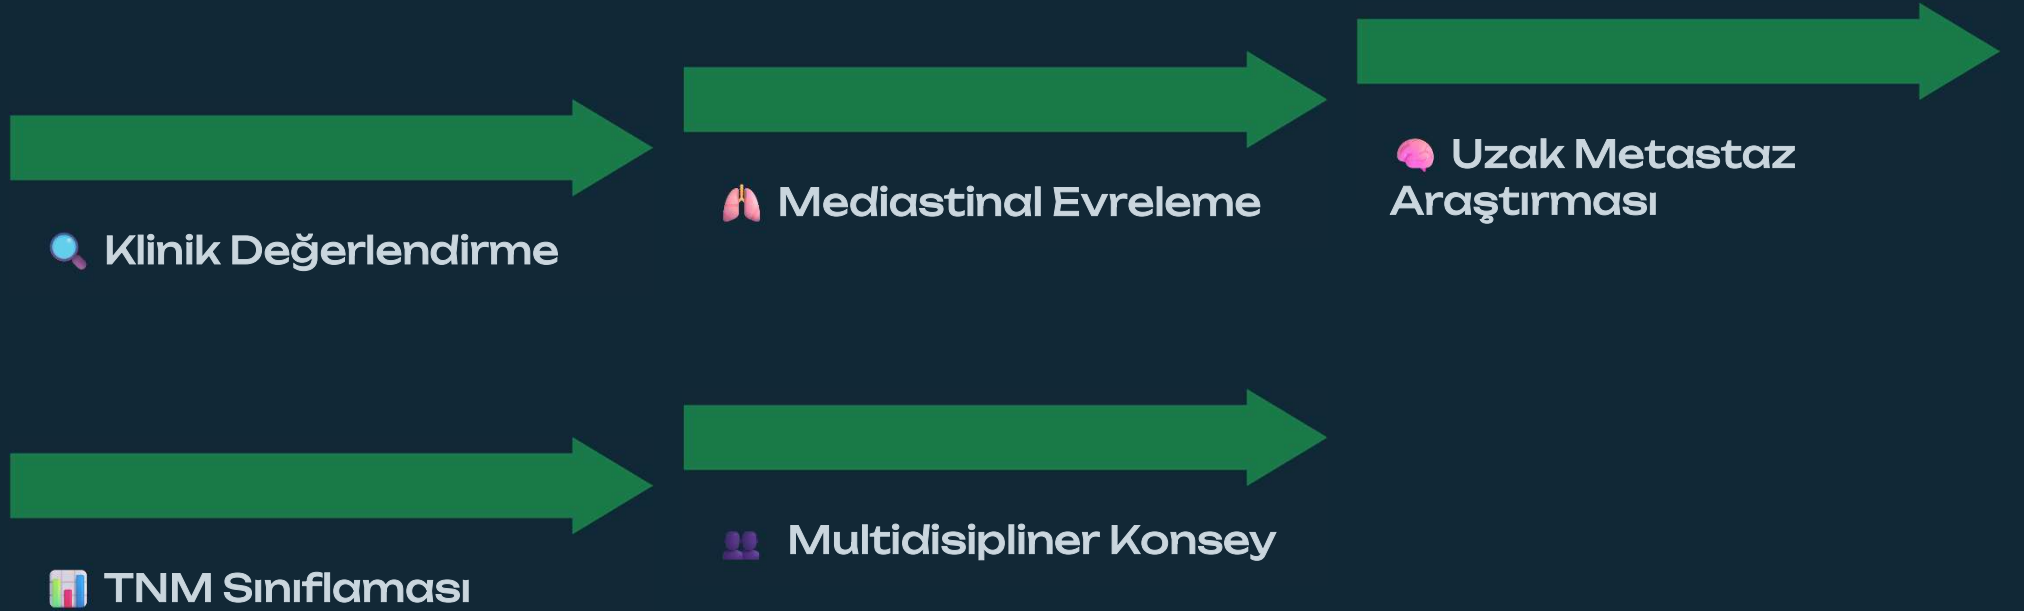 Klinik Değerlendirme
Mediastinal Evreleme
Uzak Metastaz
Araştırması
TNM Sınıflaması
Multidisipliner Konsey